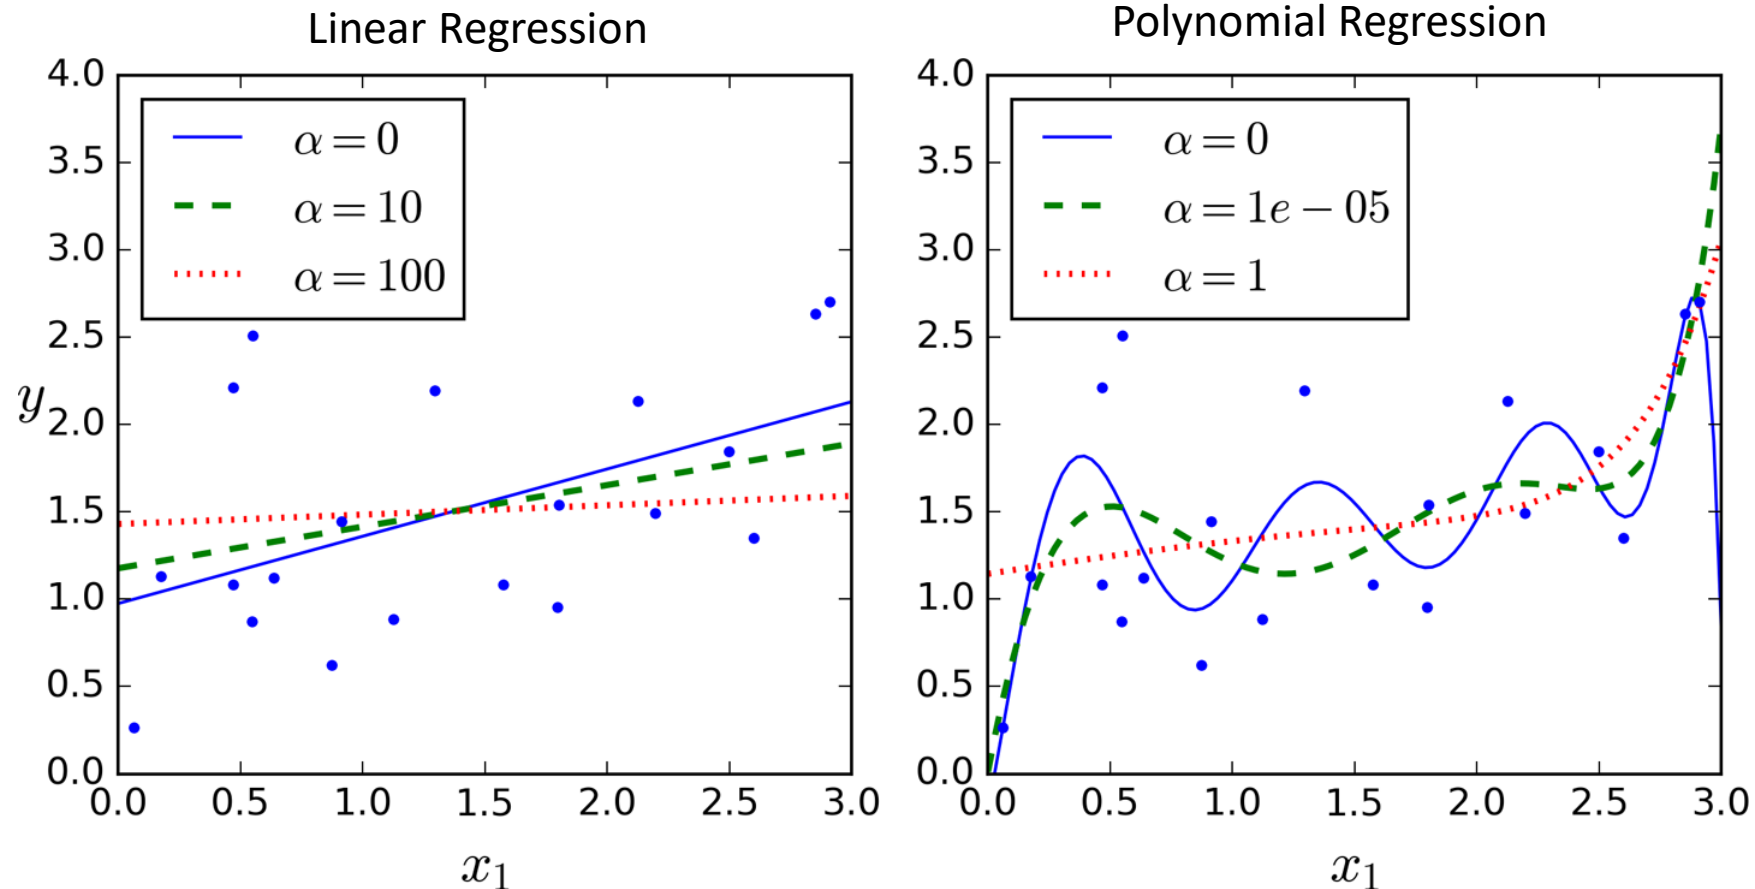 Linear Regression
4.0
3.5
3.0
2.5
2.0
1.5
1.0
0.5
0.0
y
α = 0
α = 10
α = 100
0.0 0.5 1.0 1.5 2.0 2.5 3.0
x₁
Polynomial Regression
4.0
3.5
3.0
2.5
2.0
1.5
1.0
0.5
0.0
α = 0
α = 1e − 05
α = 1
0.0 0.5 1.0 1.5 2.0 2.5 3.0
x₁